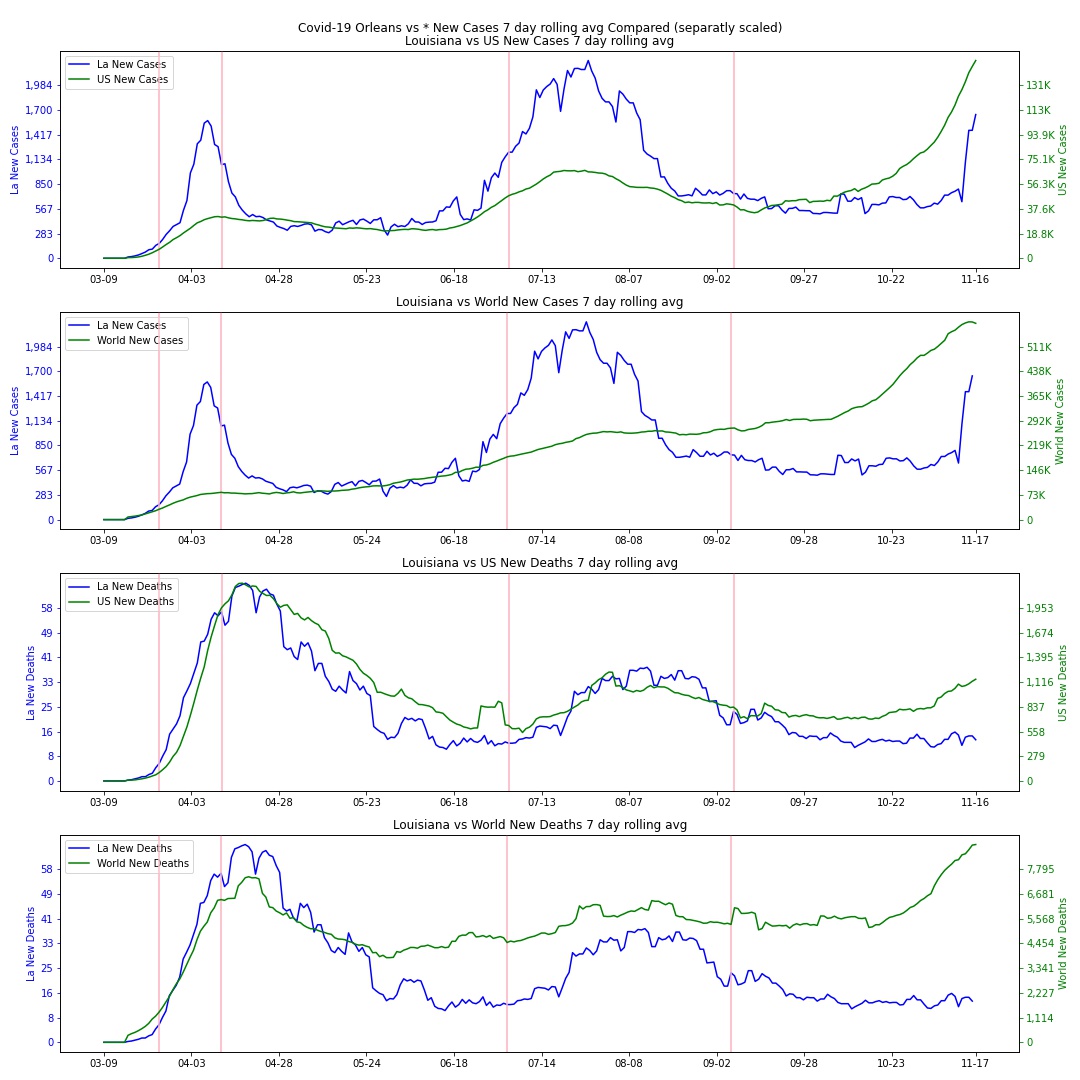 Covid-19 Orleans vs * New Cases 7 day rolling avg Compared (separatly scaled)
Louisiana vs US New Cases 7 day rolling avg
La New Cases
US New Cases
1,984
1,700
1,417
1,134
850
567
283
0
La New Cases
131K
113K
93.9K
75.1K
56.3K
37.6K
18.8K
0
US New Cases
03-09 04-03 04-28 05-24 06-18 07-14 08-07 09-02 09-27 10-22 11-16
Louisiana vs World New Cases 7 day rolling avg
La New Cases
World New Cases
1,984
1,700
1,417
1,134
850
567
283
0
La New Cases
511K
438K
365K
292K
219K
146K
73K
0
World New Cases
03-09 04-03 04-28 05-24 06-18 07-14 08-07 09-02 09-28 10-23 11-17
Louisiana vs US New Deaths 7 day rolling avg
La New Deaths
US New Deaths
58
49
41
33
25
16
8
0
La New Deaths
1,953
1,674
1,395
1,116
837
558
279
0
US New Deaths
03-09 04-03 04-28 05-23 06-18 07-13 08-07 09-02 09-27 10-22 11-16
Louisiana vs World New Deaths 7 day rolling avg
La New Deaths
World New Deaths
58
49
41
33
25
16
8
0
La New Deaths
7,795
6,681
5,568
4,454
3,341
2,227
1,114
0
World New Deaths
03-09 04-03 04-28 05-24 06-18 07-14 08-07 09-02 09-28 10-23 11-17